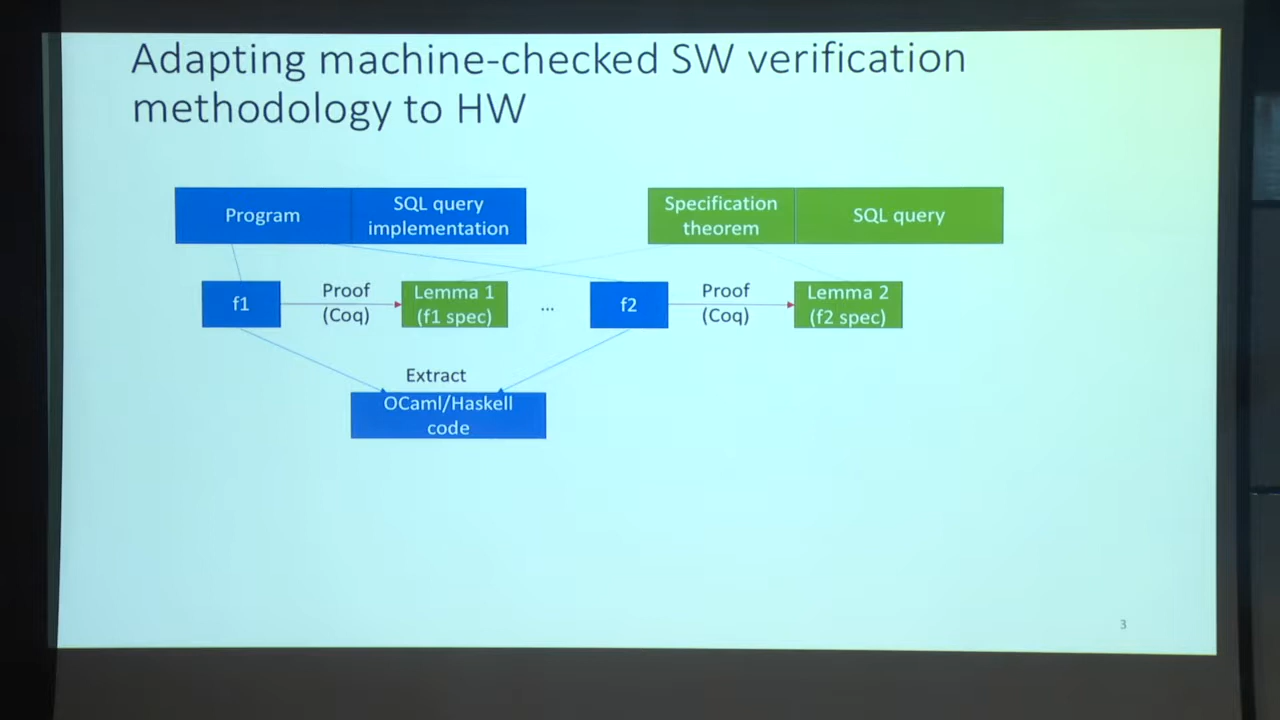 Adapting machine-checked SW verification
methodology to HW
Program
SQL query
implementation
Specification
theorem
SQL query
f1
Proof
(Coq)
Lemma 1
(f1 spec)
...
f2
Proof
(Coq)
Lemma 2
(f2 spec)
Extract
OCaml/Haskell
code
3